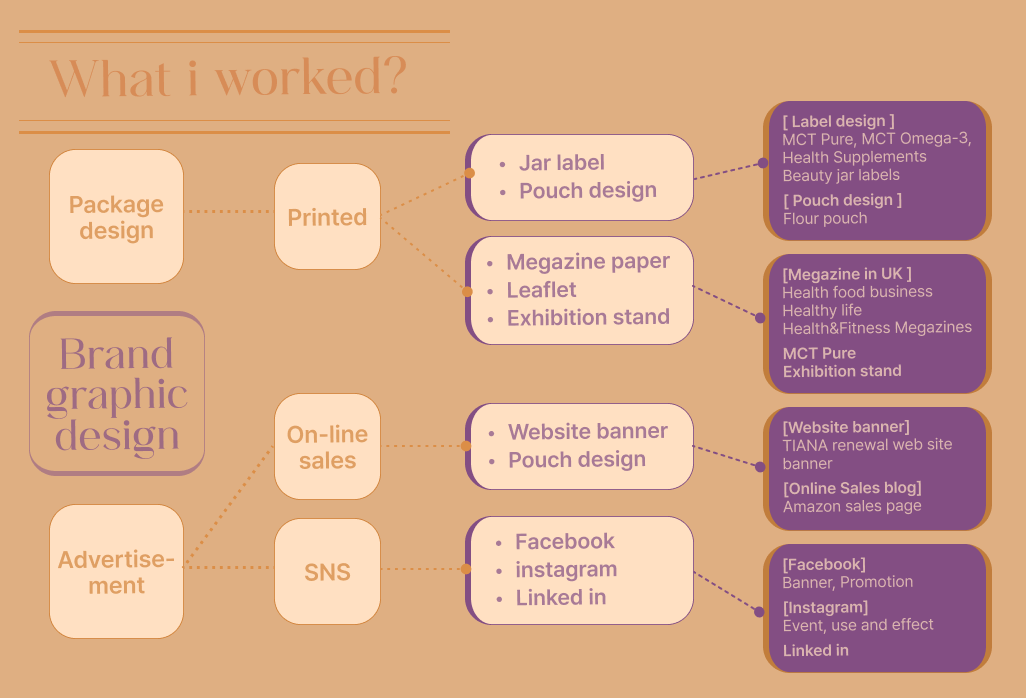 What i worked?
Package
design
Printed
• Jar label
• Pouch design
[ Label design ]
MCT Pure, MCT Omega-3,
Health Supplements
Beauty jar labels
[ Pouch design ]
Flour pouch
• Megazine paper
• Leaflet
• Exhibition stand
[Megazine in UK ]
Health food business
Healthy life
Health&Fitness Megazines
MCT Pure
Exhibition stand
Brand
graphic
design
Advertise-
ment
On-line
sales
• Website banner
• Pouch design
[Website banner]
TIANA renewal web site
banner
[Online Sales blog]
Amazon sales page
SNS
• Facebook
• instagram
• Linked in
[Facebook]
Banner, Promotion
[Instagram]
Event, use and effect
Linked in